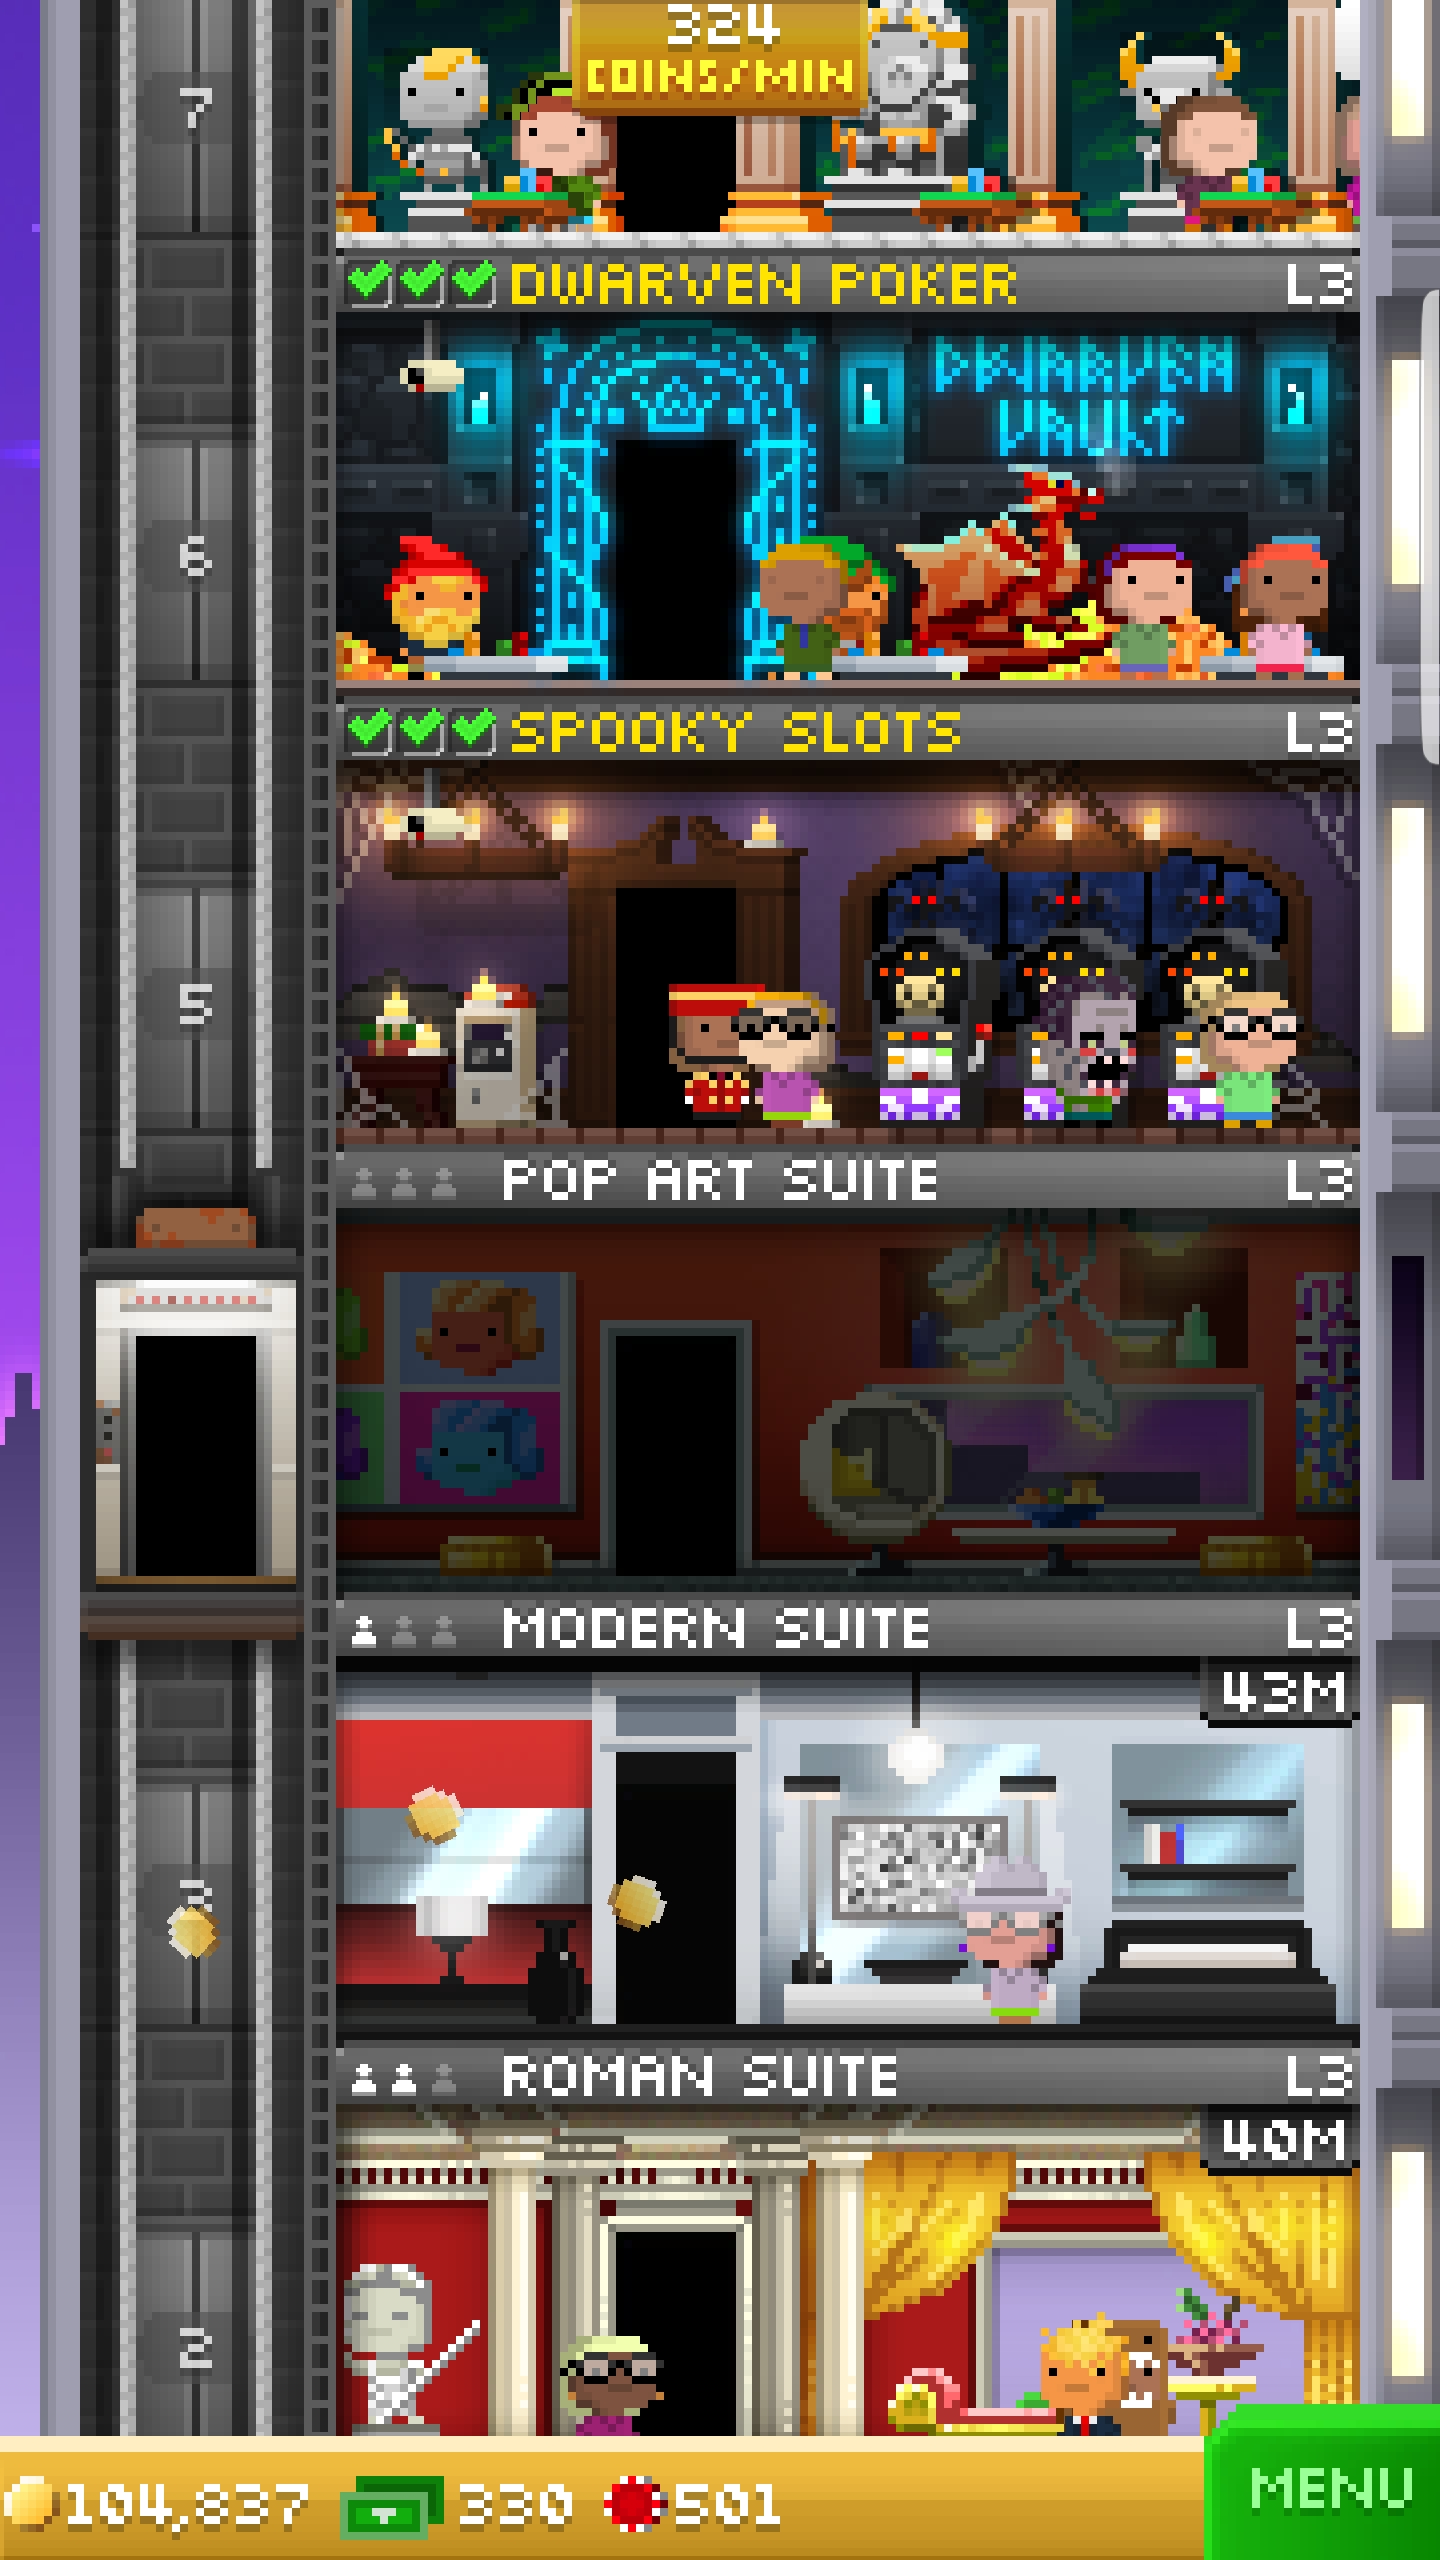 324
COINS/MIN
7
DWARVEN POKER L3
DWARVEN
VAULT
6
SPOOKY SLOTS L3
5
POP ART SUITE L3
MODERN SUITE L3
43M
3
ROMAN SUITE L3
40M
2
104,837 330 501 MENU